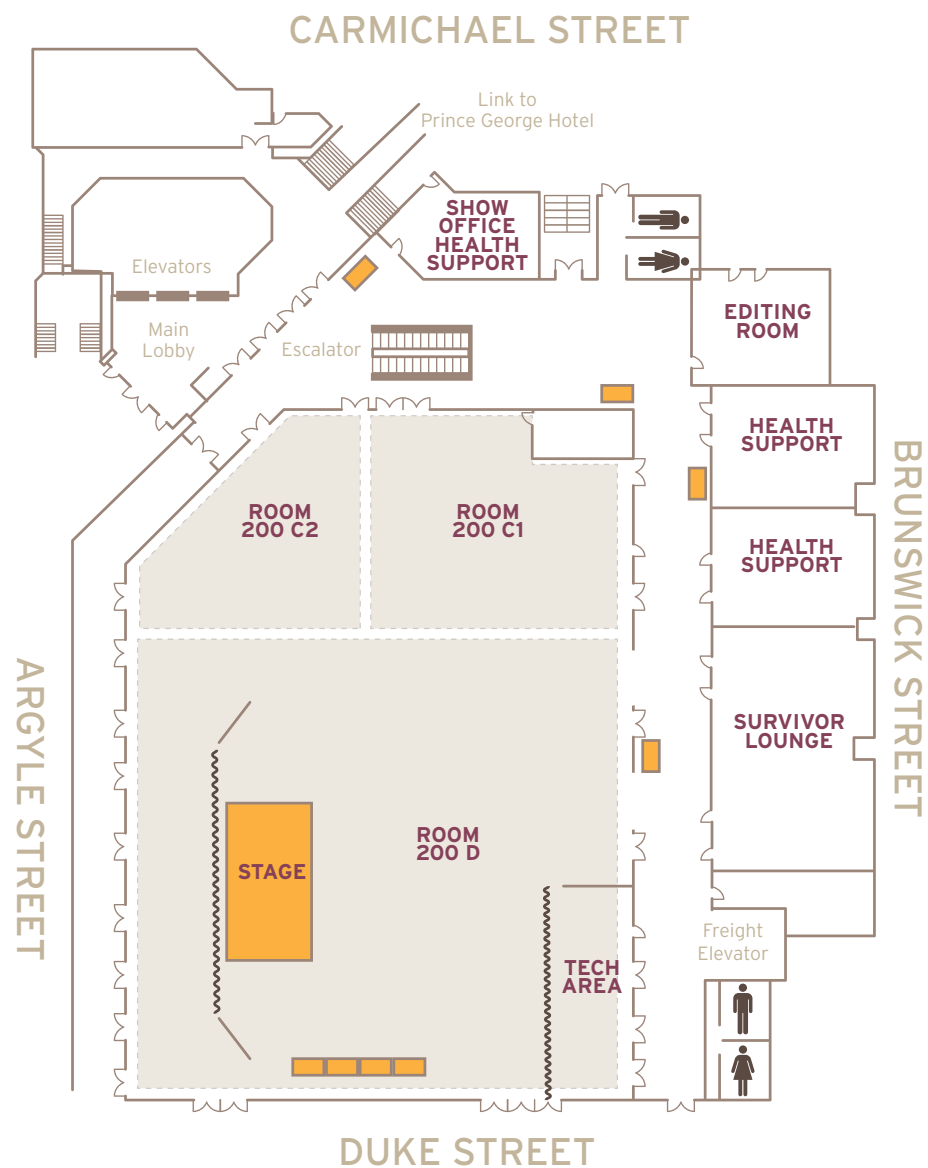 CARMICHAEL STREET
Link to
Prince George Hotel
SHOW
OFFICE
HEALTH
SUPPORT
Elevators
EDITING
ROOM
Main
Lobby
Escalator
HEALTH
SUPPORT
ROOM
200 C2
ROOM
200 C1
HEALTH
SUPPORT
BRUNSWICK STREET
ARGYLE STREET
SURVIVOR
LOUNGE
ROOM
200 D
STAGE
Freight
Elevator
TECH
AREA
DUKE STREET